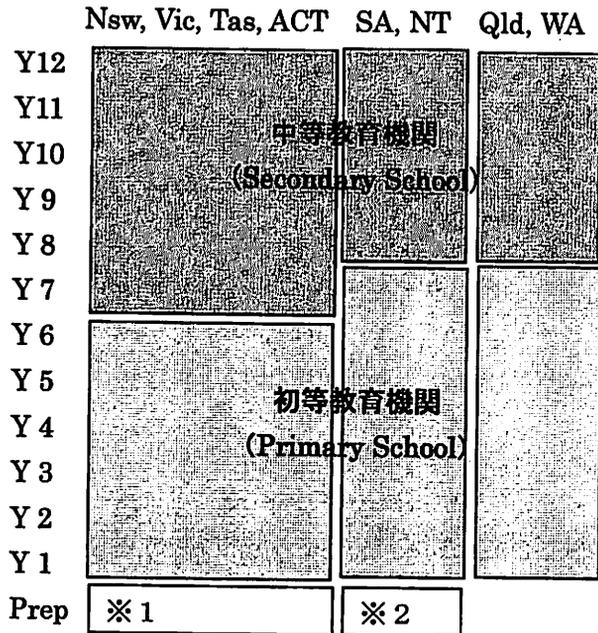 Nsw, Vic, Tas, ACT SA, NT Qld, WA
Y12
Y11
中等教育機関
Y10
(Secondary School)
Y 9
Y 8
Y 7
Y 6
Y 5
初等教育機関
Y 4
(Primary School)
Y 3
Y 2
Y 1
Prep ※1 ※2